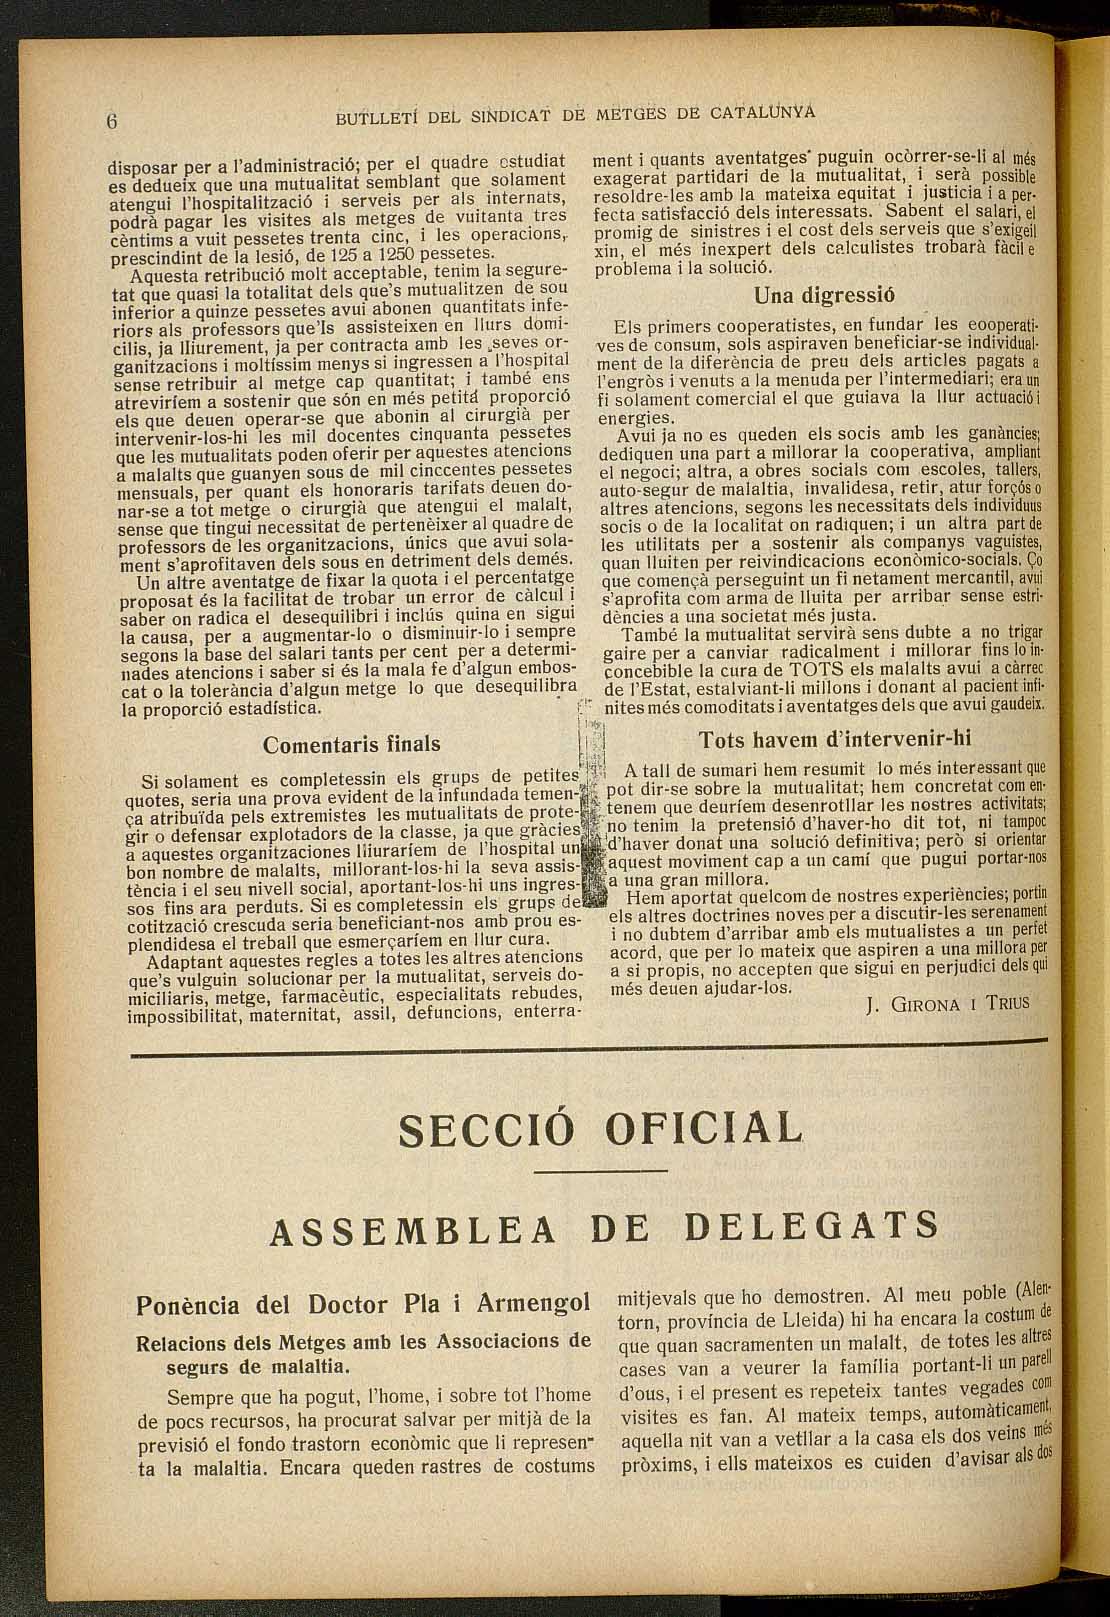 6
BUTLLETÍ DEL SINDICAT DE METGES DE CATALUNYA
disposar per a l'administració; per el quadre estudiat
es dedueix que una mutualitat semblant que solament
atengui l'hospitalització i serveis per als internats,
podrà pagar les visites als metges de vuitanta tres
cèntims a vuit pessetes trenta cinc, i les operacions,
prescindint de la lesió, de 125 a 1250 pessetes.
Aquesta retribució molt acceptable, tenim la segure-
tat que quasi la totalitat dels que's mutualitzen de sou
inferior a quinze pessetes avui abonen quantitats infe-
riors als professors que'ls assisteixen en llurs domi-
cilis, ja lliurement, ja per contracta amb les seves or-
ganitzacions i moltíssim menys si ingressen a l'hospital
sense retribuir al metge cap quantitat; i també ens
atreviríem a sostenir que són en més petita proporció
els que deuen operar-se que abonin al cirurgià per
intervenir-los-hi les mil docentes cinquanta pessetes
que les mutualitats poden oferir per aquestes atencions
a malalts que guanyen sous de mil cinccentes pessetes
mensuals, per quant els honoraris tarifats deuen do-
nar-se a tot metge o cirurgià que atengui el malalt,
sense que tingui necessitat de pertenèixer al quadre de
professors de les organitzacions, únics que avui sola-
ment s'aprofitaven dels sous en detriment dels demés.
Un altre aventatge de fixar la quota i el percentatge
proposat és la facilitat de trobar un error de càlcul i
saber on radica el desequilibri i inclús quina en sigui
la causa, per a augmentar-lo o disminuir-lo i sempre
segons la base del salari tants per cent per a determi-
nades atencions i saber si és la mala fe d'algun embos-
cat o la tolerància d'algun metge lo que desequilibra
la proporció estadística.
Comentaris finals
Si solament es completessin els grups de petites
quotes, seria una prova evident de la infundada temen-
ça atribuïda pels extremistes les mutualitats de prote-
gir o defensar explotadors de la classe, ja que gràcies
a aquestes organitzaciones lliuraríem de l'hospital un
bon nombre de malalts, millorant-los-hi la seva assis-
tència i el seu nivell social, aportant-los-hi uns ingres-
sos fins ara perduts. Si es completessin els grups de
cotització crescuda seria beneficiant-nos amb prou es-
plendidesa el treball que esmerçaríem en llur cura.
Adaptant aquestes regles a totes les altres atencions
que's vulguin solucionar per la mutualitat, serveis do-
miciliaris, metge, farmacèutic, especialitats rebudes,
impossibilitat, maternitat, assil, defuncions, enterra-
ment i quants aventatges puguin ocòrrer-se-li al més
exagerat partidari de la mutualitat, i serà possible
resoldre-les amb la mateixa equitat i justicia i a per-
fecta satisfacció dels interessats. Sabent el salari, el
promig de sinistres i el cost dels serveis que s'exigeil
xin, el més inexpert dels calculistes trobarà fàcil e
problema i la solució.
Una digressió
Els primers cooperatistes, en fundar les eooperati-
ves de consum, sols aspiraven beneficiar-se individual-
ment de la diferència de preu dels articles pagats a
l'engròs i venuts a la menuda per l'intermediari; era un
fi solament comercial el que guiava la llur actuació i
energies.
Avui ja no es queden els socis amb les ganàncies;
dediquen una part a millorar la cooperativa, ampliant
el negoci; altra, a obres socials com escoles, tallers,
auto-segur de malaltia, invalidesa, retir, atur forçós o
altres atencions, segons les necessitats dels individuus
socis o de la localitat on radiquen; i un altra part de
les utilitats per a sostenir als companys vaguistes,
quan lluiten per reivindicacions econòmico-socials. Ço
que començà perseguint un fi netament mercantil, avui
s'aprofita com arma de lluita per arribar sense estri-
dències a una societat més justa.
També la mutualitat servirà sens dubte a no trigar
gaire per a canviar radicalment i millorar fins lo in-
concebible la cura de TOTS els malalts avui a càrrec
de l'Estat, estalviant-li millons i donant al pacient infi-
nites més comoditats i aventatges dels que avui gaudeix.
Tots havem d'intervenir-hi
A tall de sumari hem resumit lo més interessant que
pot dir-se sobre la mutualitat; hem concretat com en-
tenem que deuríem desenrotllar les nostres activitats;
no tenim la pretensió d'haver-ho dit tot, ni tampoc
d'haver donat una solució definitiva; però si orientar
aquest moviment cap a un camí que pugui portar-nos
a una gran millora.
Hem aportat quelcom de nostres experiències; portin
els altres doctrines noves per a discutir-les serenament
i no dubtem d'arribar amb els mutualistes a un perfet
acord, que per lo mateix que aspiren a una millora per
a si propis, no accepten que sigui en perjudici dels qui
més deuen ajudar-los.
J. GIRONA I TRIUS
SECCIÓ OFICIAL
ASSEMBLEA DE DELEGATS
Ponència del Doctor Pla i Armengol
Relacions dels Metges amb les Associacions de
segurs de malaltia.
Sempre que ha pogut, l'home, i sobre tot l'home
de pocs recursos, ha procurat salvar per mitjà de la
previsió el fondo trastorn econòmic que li represen-
ta la malaltia. Encara queden rastres de costums
mitjevals que ho demostren. Al meu poble (Alen-
torn, província de Lleida) hi ha encara la costum de
que quan sacramenten un malalt, de totes les altres
cases van a veurer la família portant-li un parell
d'ous, i el present es repeteix tantes vegades com
visites es fan. Al mateix temps, automàticament,
aquella nit van a vetllar a la casa els dos veins més
pròxims, i ells mateixos es cuiden d'avisar als dos